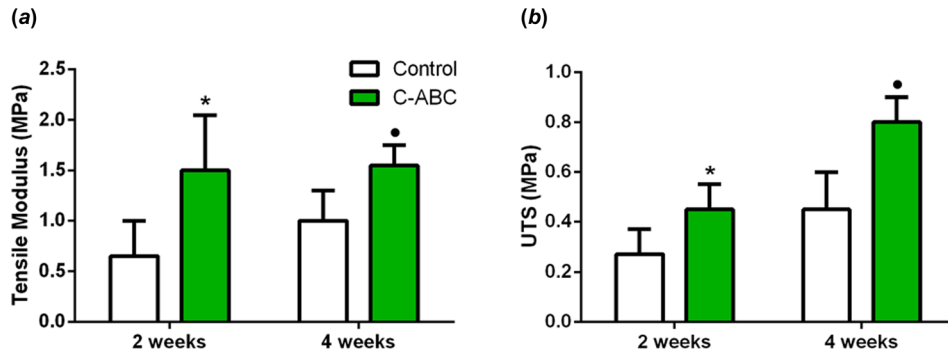 (a)
Tensile Modulus (MPa)
2.5
2.0
1.5
1.0
0.5
0.0
Control
C-ABC
*
•
2 weeks
4 weeks
(b)
UTS (MPa)
1.0
0.8
0.6
0.4
0.2
0.0
*
•
2 weeks
4 weeks